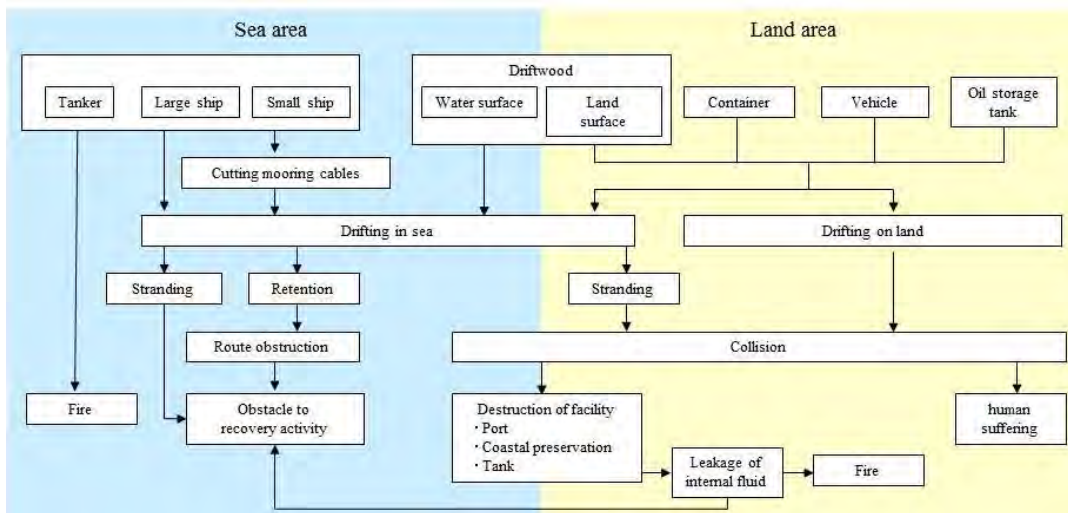 Sea area
Land area
Driftwood
Tanker
Large ship
Small ship
Water surface
Land
surface
Container
Vehicle
Oil storage
tank
Cutting mooring cables
Drifting in sea
Drifting on land
Stranding
Retention
Stranding
Route obstruction
Collision
Fire
Obstacle to
recovery activity
Destruction of facility
・Port
・Coastal preservation
・Tank
human
suffering
Leakage of
internal fluid
Fire